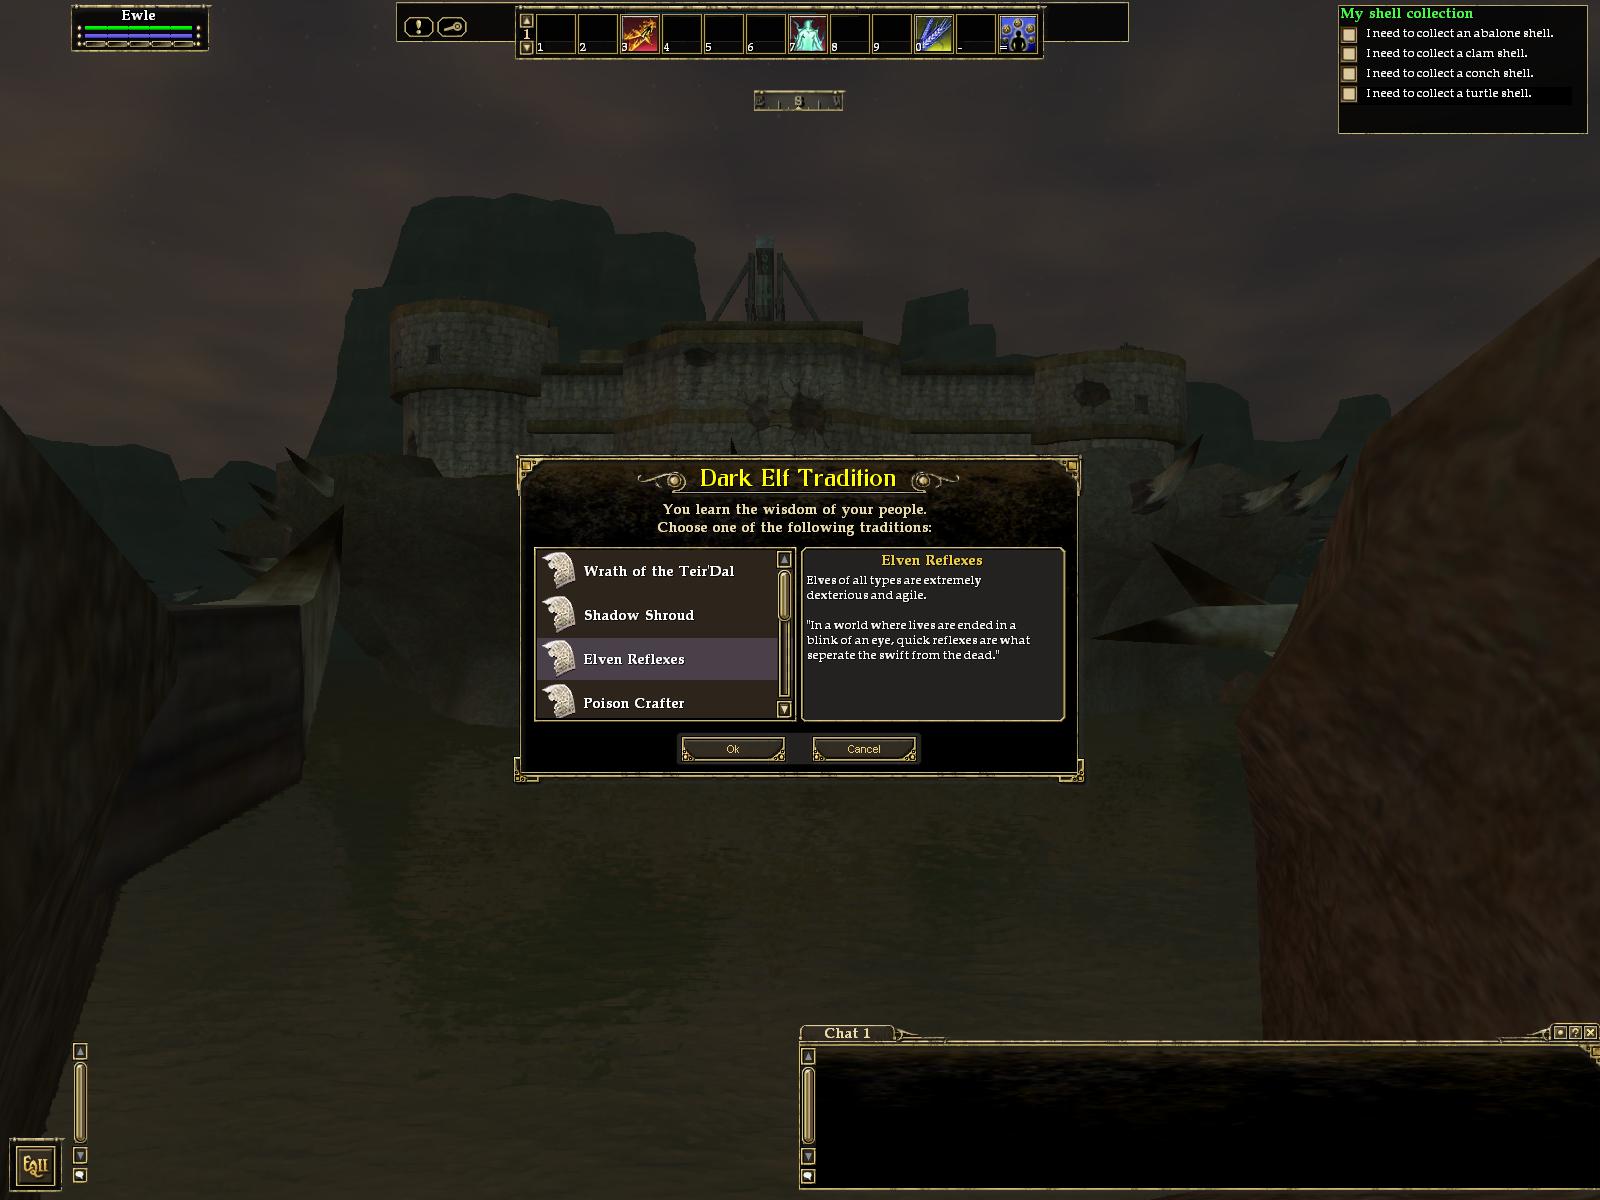 Ewle
1
1 2 3 4 5 6 7 8 9 0 - =
E S W
My shell collection
I need to collect an abalone shell.
I need to collect a clam shell.
I need to collect a conch shell.
I need to collect a turtle shell.
Dark Elf Tradition
You learn the wisdom of your people.
Choose one of the following traditions:
Wrath of the Teir'Dal
Shadow Shroud
Elven Reflexes
Poison Crafter
Elven Reflexes
Elves of all types are extremely
dexterious and agile.
"In a world where lives are ended in a
blink of an eye, quick reflexes are what
seperate the swift from the dead."
Ok
Cancel
Chat 1
?
EQII